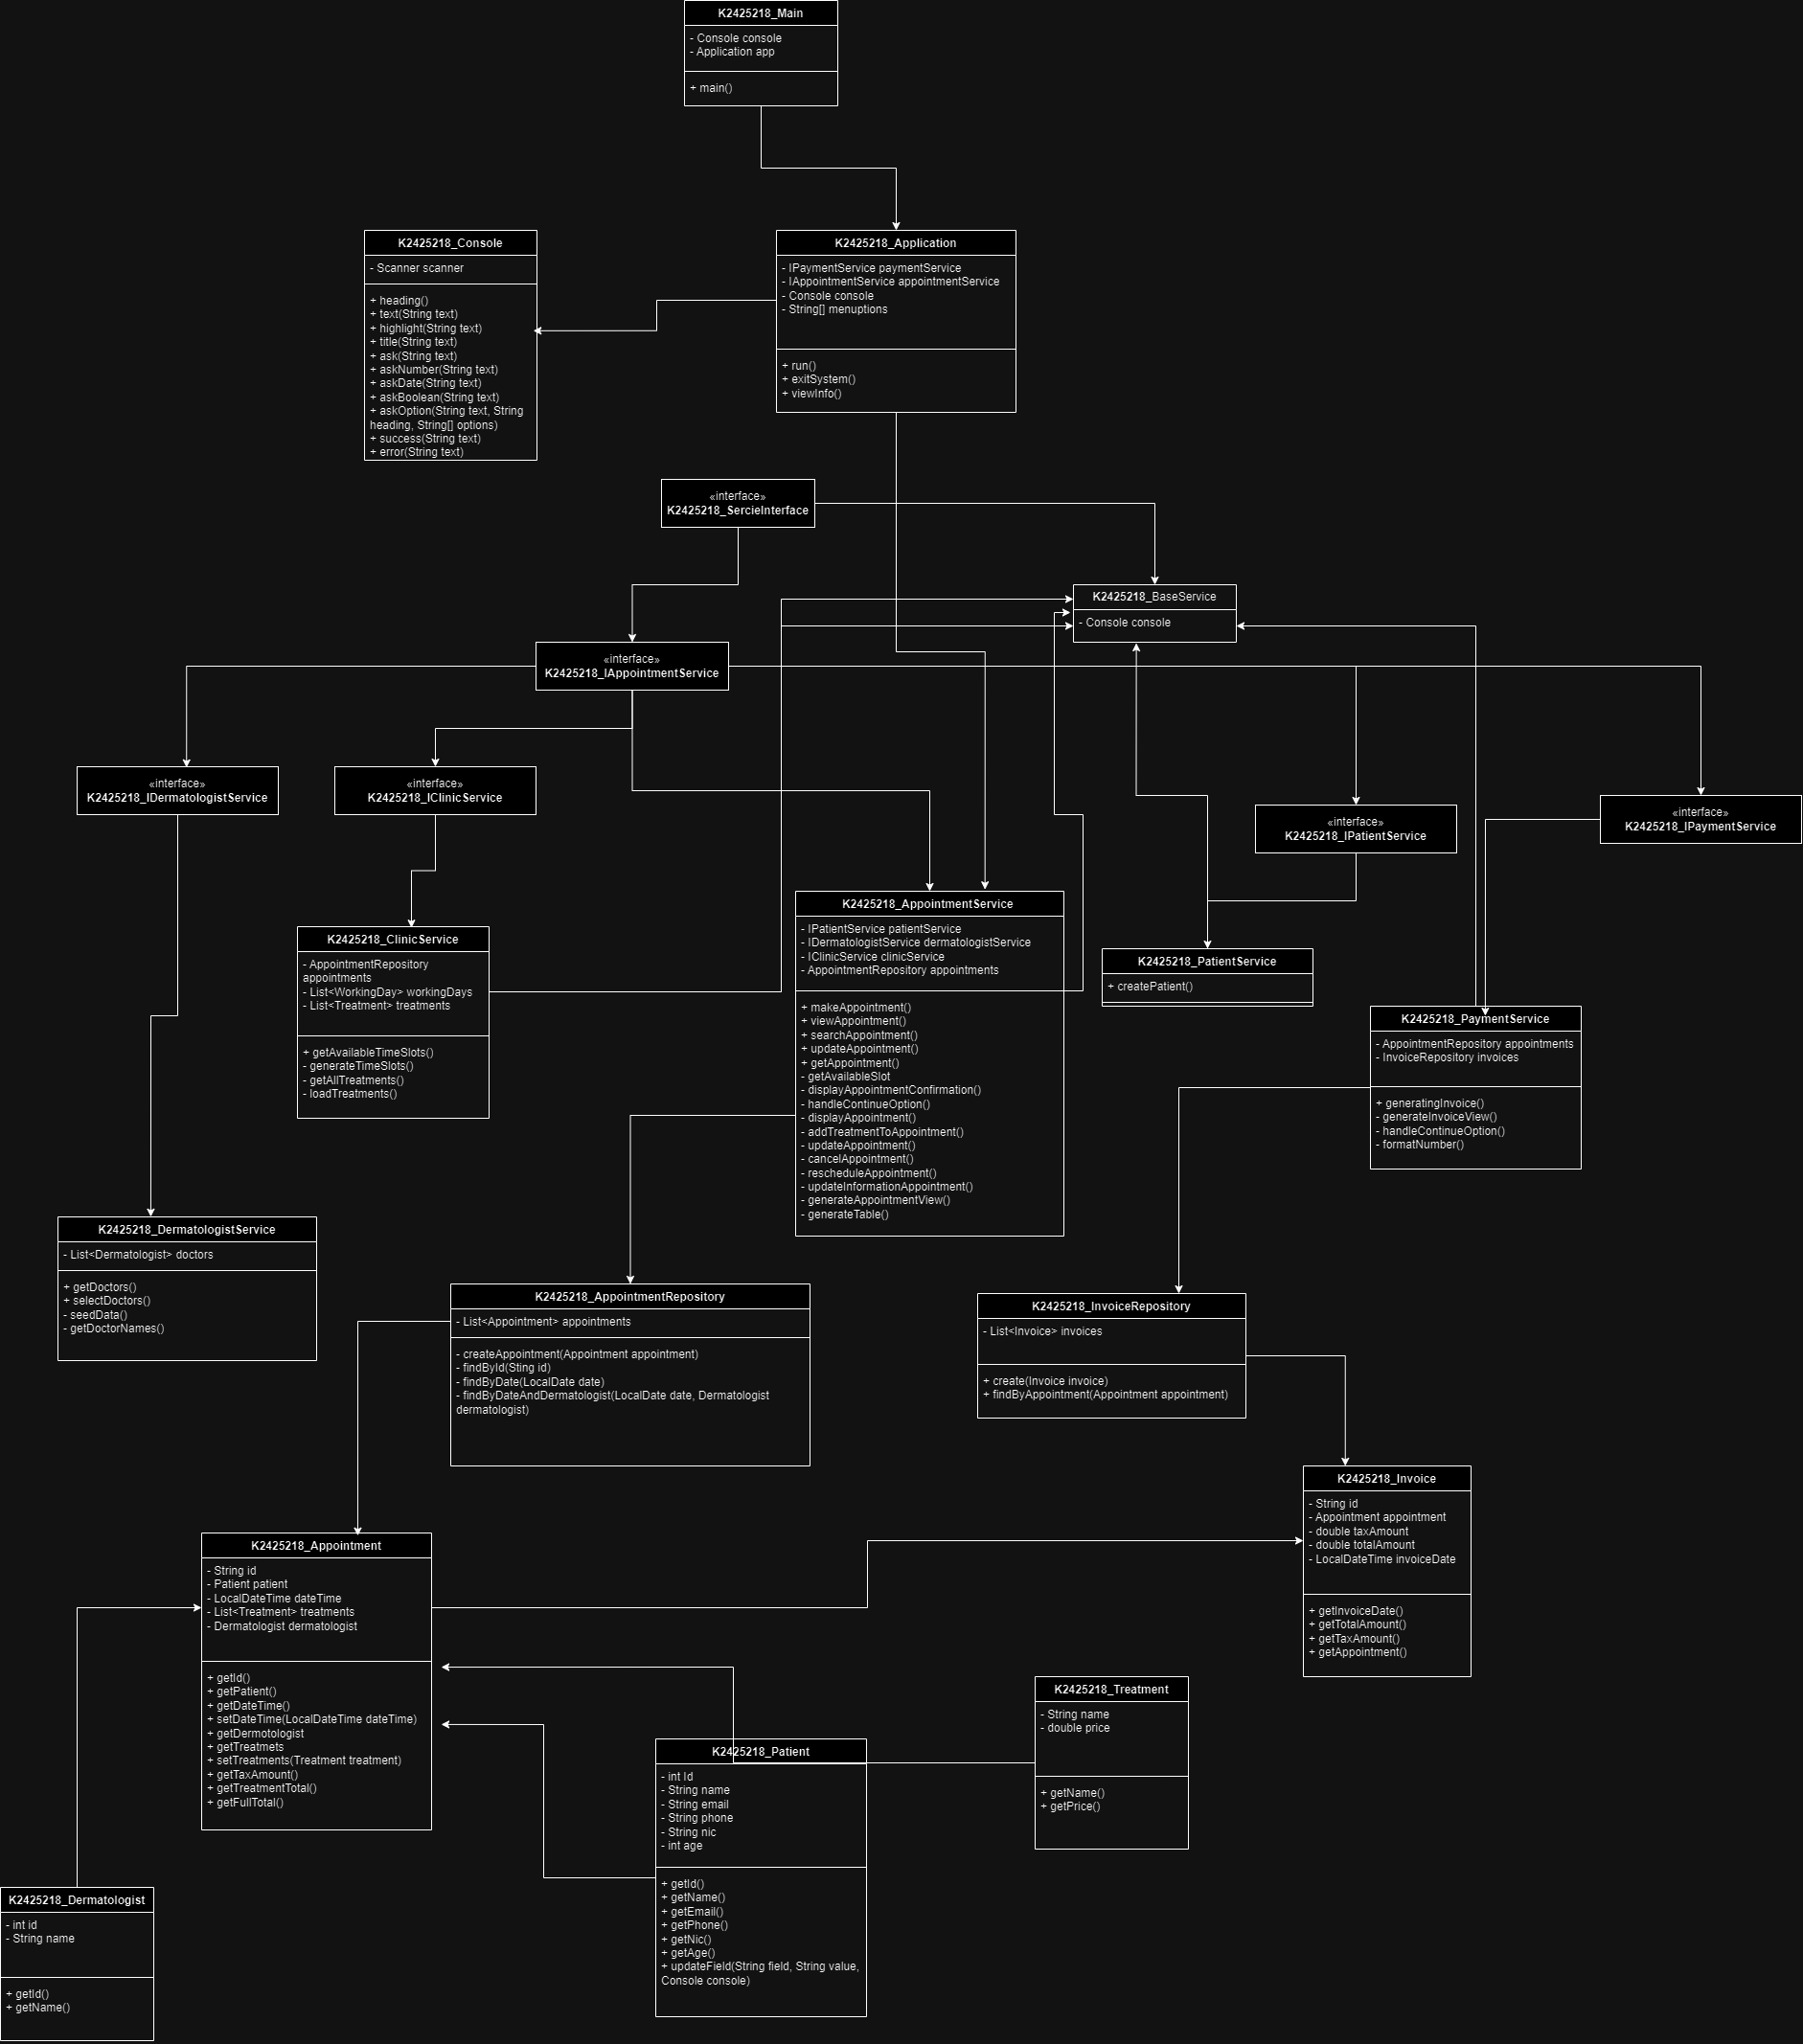 K2425218_Main
- Console console
- Application app
+ main()
K2425218_Console
- Scanner scanner
+ heading()
+ text(String text)
+ highlight(String text)
+ title(String text)
+ ask(String text)
+ askNumber(String text)
+ askDate(String text)
+ askBoolean(String text)
+ askOption(String text, String
heading, String[] options)
+ success(String text)
+ error(String text)
K2425218_Application
- IPaymentService paymentService
- IAppointmentService appointmentService
- Console console
- String[] menuptions
+ run()
+ exitSystem()
+ viewInfo()
«interface»
K2425218_SercieInterface
K2425218_BaseService
- Console console
«interface»
K2425218_IAppointmentService
«interface»
K2425218_IDermatologistService
«interface»
K2425218_IClinicService
«interface»
K2425218_IPatientService
«interface»
K2425218_IPaymentService
K2425218_ClinicService
- AppointmentRepository
appointments
- List<WorkingDay> workingDays
- List<Treatment> treatments
+ getAvailableTimeSlots()
- generateTimeSlots()
- getAllTreatments()
- loadTreatments()
K2425218_AppointmentService
- IPatientService patientService
- IDermatologistService dermatologistService
- IClinicService clinicService
- AppointmentRepository appointments
+ makeAppointment()
+ viewAppointment()
+ searchAppointment()
+ updateAppointment()
+ getAppointment()
- getAvailableSlot
- displayAppointmentConfirmation()
- handleContinueOption()
- displayAppointment()
- addTreatmentToAppointment()
- updateAppointment()
- cancelAppointment()
- rescheduleAppointment()
- updateInformationAppointment()
- generateAppointmentView()
- generateTable()
K2425218_PatientService
+ createPatient()
K2425218_PaymentService
- AppointmentRepository appointments
- InvoiceRepository invoices
+ generatingInvoice()
- generateInvoiceView()
- handleContinueOption()
- formatNumber()
K2425218_DermatologistService
- List<Dermatologist> doctors
+ getDoctors()
+ selectDoctors()
- seedData()
- getDoctorNames()
K2425218_AppointmentRepository
- List<Appointment> appointments
- createAppointment(Appointment appointment)
- findById(Sting id)
- findByDate(LocalDate date)
- findByDateAndDermatologist(LocalDate date, Dermatologist
dermatologist)
K2425218_InvoiceRepository
- List<Invoice> invoices
+ create(Invoice invoice)
+ findByAppointment(Appointment appointment)
K2425218_Invoice
- String id
- Appointment appointment
- double taxAmount
- double totalAmount
- LocalDateTime invoiceDate
+ getInvoiceDate()
+ getTotalAmount()
+ getTaxAmount()
+ getAppointment()
K2425218_Appointment
- String id
- Patient patient
- LocalDateTime dateTime
- List<Treatment> treatments
- Dermatologist dermatologist
+ getId()
+ getPatient()
+ getDateTime()
+ setDateTime(LocalDateTime dateTime)
+ getDermotologist
+ getTreatmets
+ setTreatments(Treatment treatment)
+ getTaxAmount()
+ getTreatmentTotal()
+ getFullTotal()
K2425218_Treatment
- String name
- double price
+ getName()
+ getPrice()
K2425218_Patient
- int Id
- String name
- String email
- String phone
- String nic
- int age
+ getId()
+ getName()
+ getEmail()
+ getPhone()
+ getNic()
+ getAge()
+ updateField(String field, String value,
Console console)
K2425218_Dermatologist
- int id
- String name
+ getId()
+ getName()